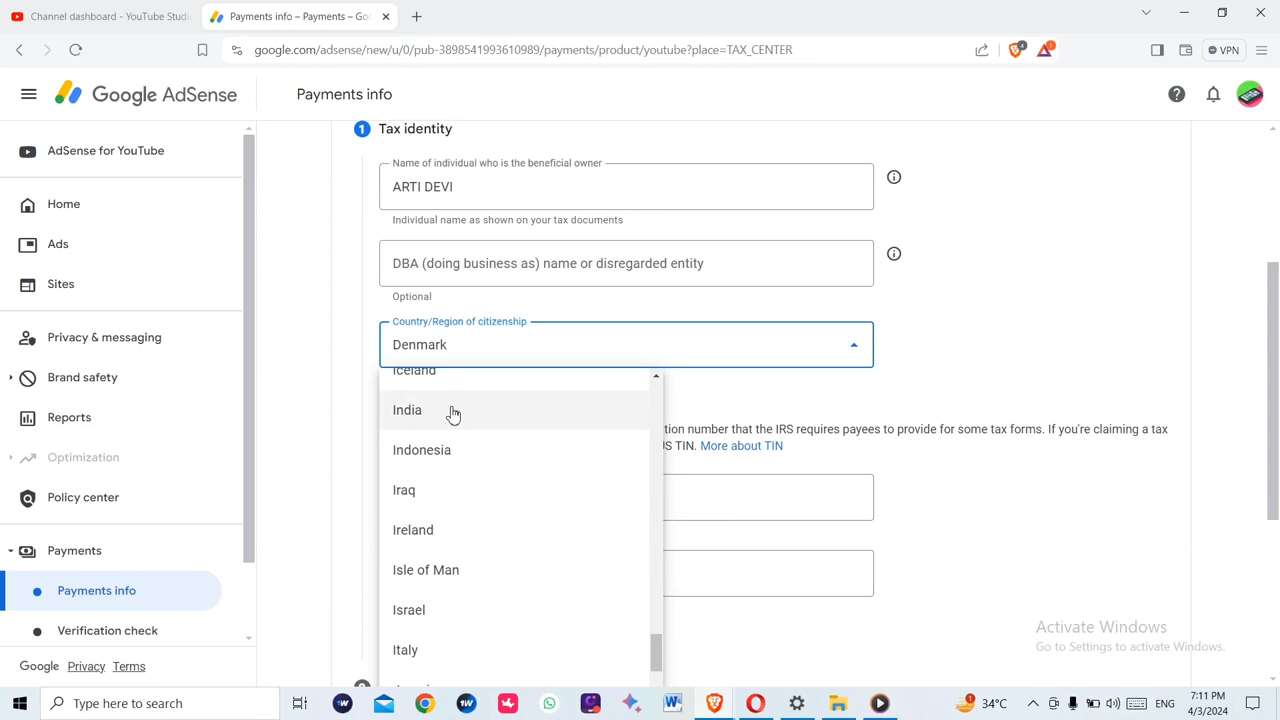 Channel dashboard - YouTube Studio
Payments info – Payments – Goo
google.com/adsense/new/u/0/pub-3898541993610989/payments/product/youtube?place=TAX_CENTER
4
VPN
Google AdSense
Payments info
AdSense for YouTube
Home
Ads
Sites
Privacy & messaging
Brand safety
Reports
Optimization
Policy center
Payments
Payments info
Verification check
Google Privacy Terms
1 Tax identity
Name of individual who is the beneficial owner
ARTI DEVI
Individual name as shown on your tax documents
DBA (doing business as) name or disregarded entity
Optional
Country/Region of citizenship
Denmark
Iceland
India
Indonesia
Iraq
Ireland
Isle of Man
Israel
Italy
tion number that the IRS requires payees to provide for some tax forms. If you're claiming a tax
S TIN. More about TIN
Activate Windows
Go to Settings to activate Windows.
Type here to search
1W
1W
W
1
34°C
ENG
7:11 PM
4/3/2024